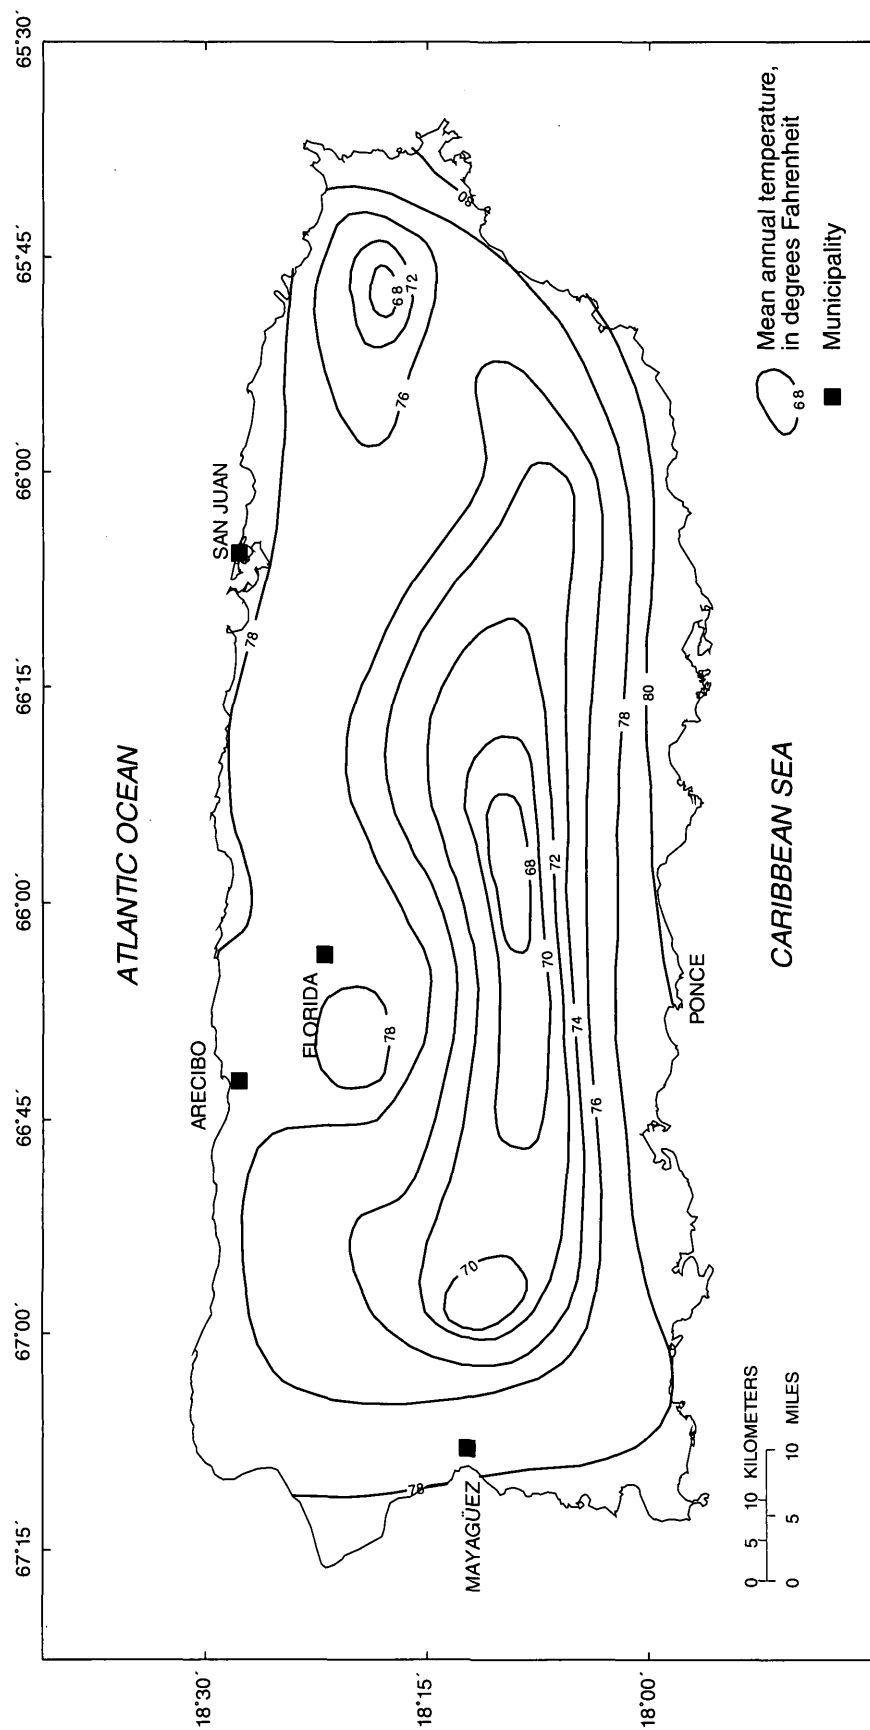 67°15´
67°00´
66°45´
66°00´
66°15´
66°00´
65°45´
65°30´
18°30´
18°15´
18°00´
ATLANTIC OCEAN
ARECIBO
SAN JUAN
FLORIDA
MAYAGÜEZ
PONCE
CARIBBEAN SEA
78
78
78
76
68
72
80
70
68
70
72
74
76
78
80
0 5 10 KILOMETERS
0 5 10 MILES
68
Mean annual temperature,
in degrees Fahrenheit
Municipality